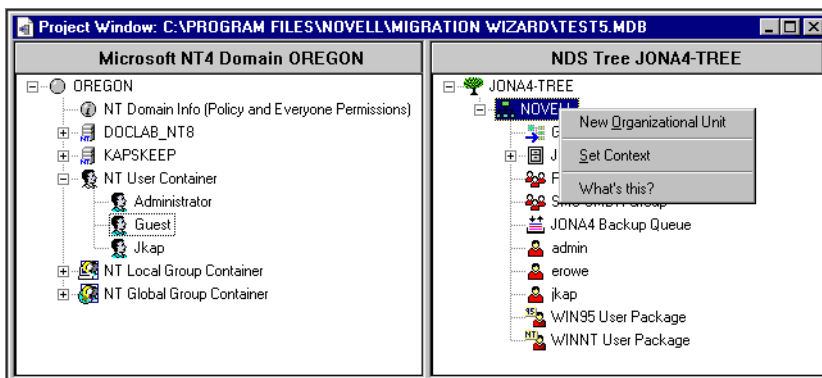 Project Window: C:\PROGRAM FILES\NOVELL\MIGRATION WIZARD\TEST5.MDB
Microsoft NT4 Domain OREGON
OREGON
NT Domain Info (Policy and Everyone Permissions)
DOCLAB_NT8
KAPSKEEP
NT User Container
Administrator
Guest
Jkap
NT Local Group Container
NT Global Group Container
NDS Tree JONA4-TREE
JONA4-TREE
NOVELL
New Organizational Unit
Set Context
What's this?
JONA4 Backup Queue
admin
erowe
jkap
WIN95 User Package
WINNT User Package